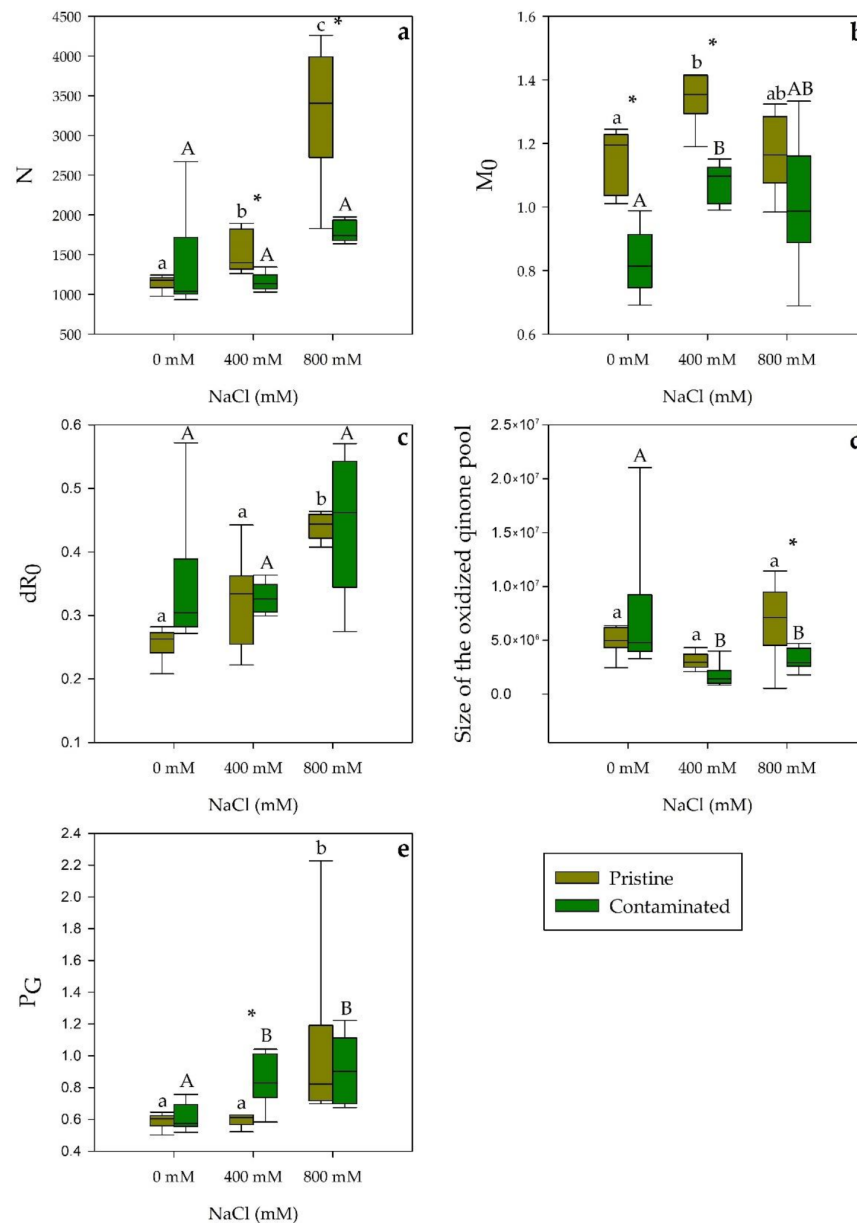 a
N
4500
4000
3500
3000
2500
2000
1500
1000
500
a
A
b
*
A
c
*
A
0 mM
400 mM
800 mM
NaCl (mM)
b
M0
1.6
1.4
1.2
1.0
0.8
0.6
a
*
A
b
*
B
ab
AB
0 mM
400 mM
800 mM
NaCl (mM)
c
dR0
0.6
0.5
0.4
0.3
0.2
0.1
a
A
a
A
b
A
0 mM
400 mM
800 mM
NaCl (mM)
d
Size of the oxidized qinone pool
2.5×10⁷
2.0×10⁷
1.5×10⁷
1.0×10⁷
5.0×10⁶
0.0
a
A
a
B
a
*
B
0 mM
400 mM
800 mM
NaCl (mM)
e
PG
2.4
2.2
2.0
1.8
1.6
1.4
1.2
1.0
0.8
0.6
0.4
a
A
a
*
B
b
B
0 mM
400 mM
800 mM
NaCl (mM)
Pristine
Contaminated